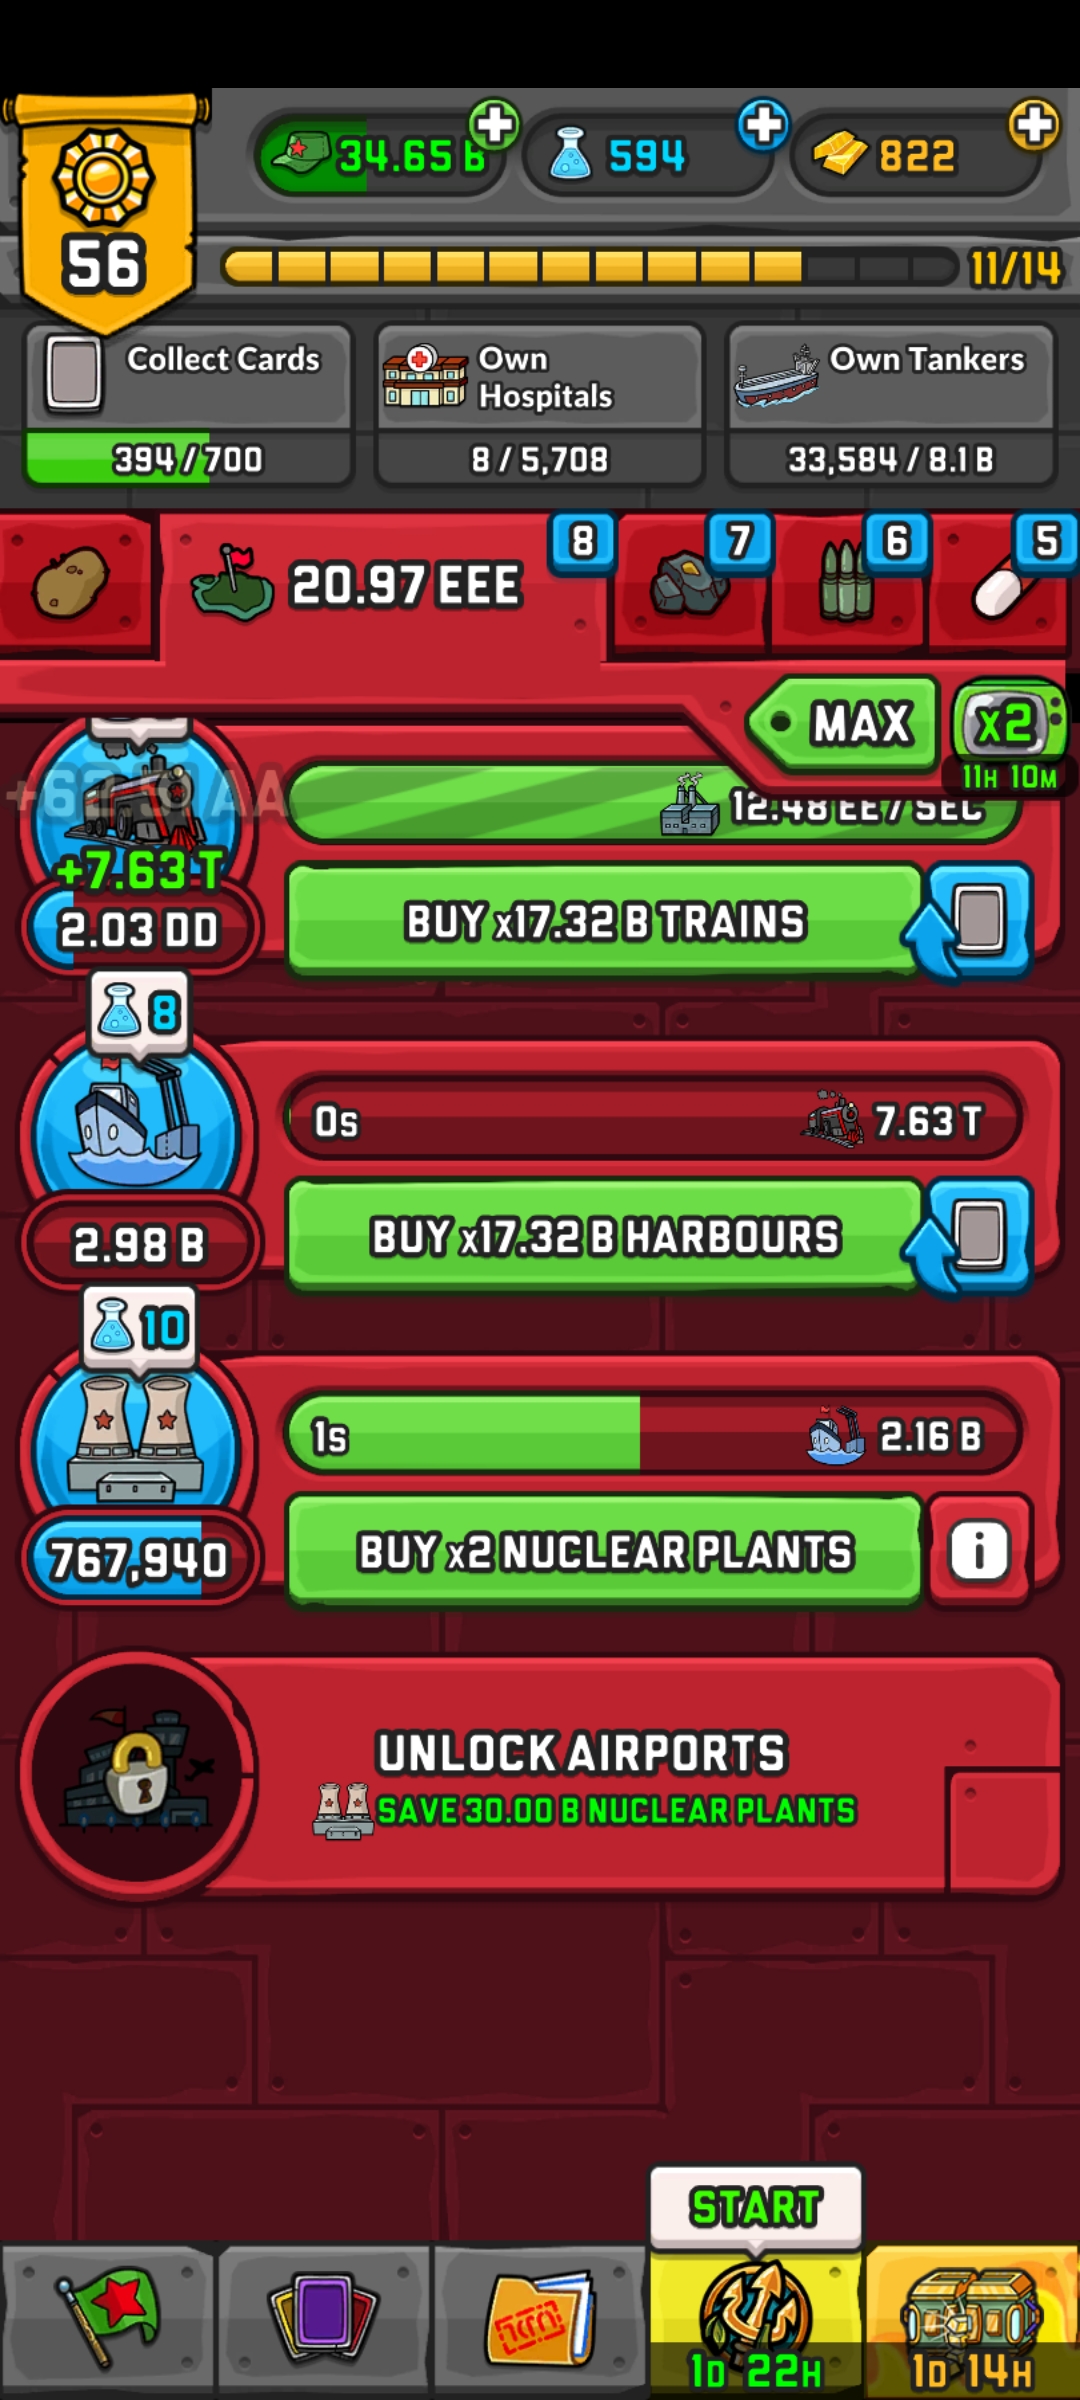 34.65 B
594
822
56
11/14
Collect Cards
394/700
Own
Hospitals
8/5,708
Own Tankers
33,584/8.1 B
20.97 EEE
8
7
6
5
MAX
x2
11H 10M
12.48 EE/SEC
+7.63 T
2.03 DD
BUY x17.32 B TRAINS
8
0s
7.63 T
2.98 B
BUY x17.32 B HARBOURS
10
1s
2.16 B
767,940
BUY x2 NUCLEAR PLANTS
i
UNLOCK AIRPORTS
SAVE 30.00 B NUCLEAR PLANTS
START
1D 22H
1D 14H